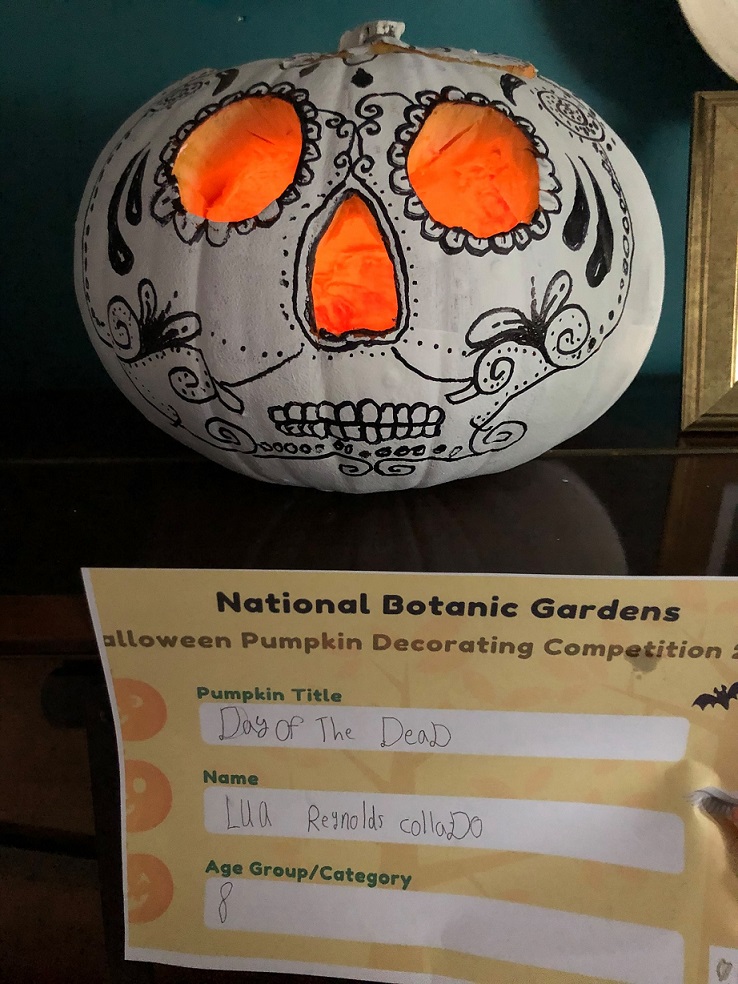 National Botanic Gardens
alloween Pumpkin Decorating Competition 2
Pumpkin Title
Day Of The DeaD
Name
LUa Reynolds collaDo
Age Group/Category
8